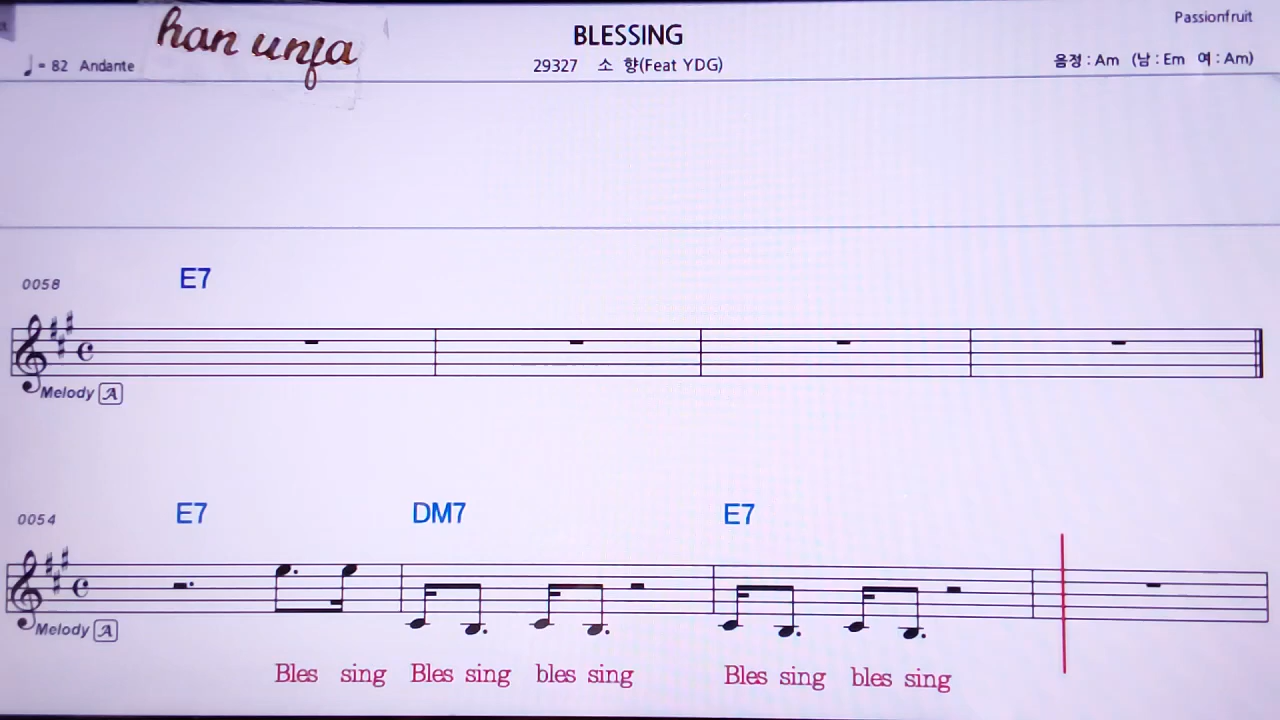 Passionfruit
han unfa
BLESSING
♩ = 82 Andante
29327 소 향(Feat YDG)
음정 : Am (남 : Em 여 : Am)
0058
E7
Melody A
0054
E7 DM7 E7
Melody A
Bles sing Bles sing bles sing Bles sing bles sing